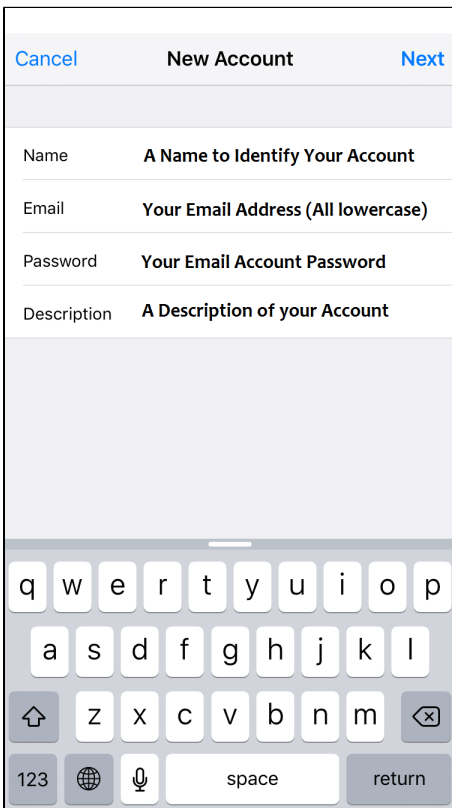 Cancel New Account Next
Name A Name to Identify Your Account
Email Your Email Address (All lowercase)
Password Your Email Account Password
Description A Description of your Account
q w e r t y u i o p
a s d f g h j k l
z x c v b n m
123 space return